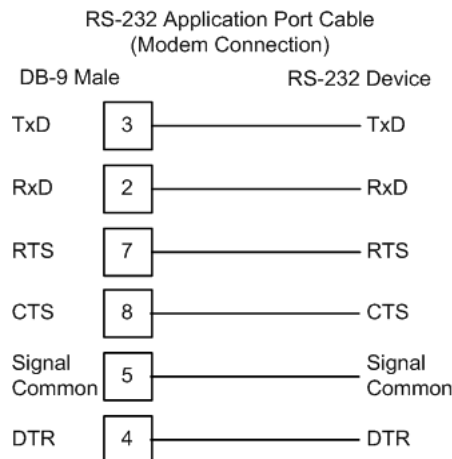 RS-232 Application Port Cable
(Modem Connection)
DB-9 Male RS-232 Device
TxD 3 TxD
RxD 2 RxD
RTS 7 RTS
CTS 8 CTS
Signal Common 5 Signal Common
DTR 4 DTR